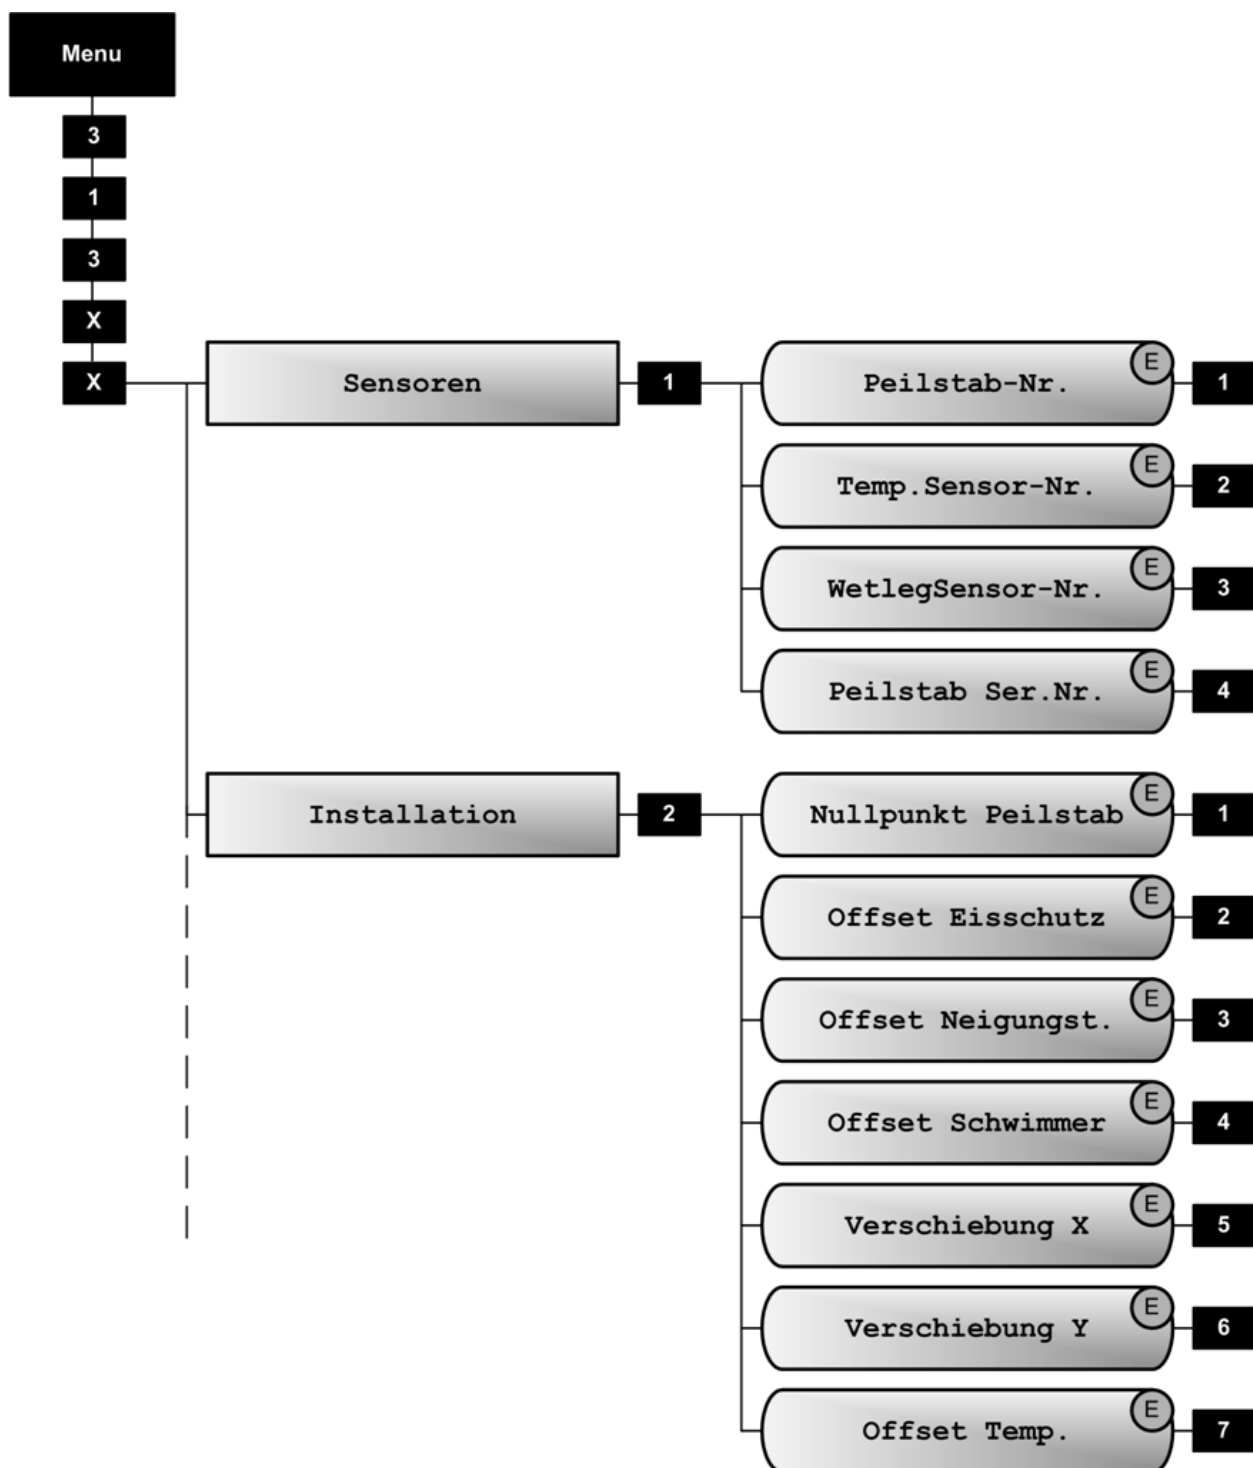 Menu
3
1
3
X
X
Sensoren
1
Peilstab-Nr.
E
1
Temp.Sensor-Nr.
E
2
WetlegSensor-Nr.
E
3
Peilstab Ser.Nr.
E
4
Installation
2
Nullpunkt Peilstab
E
1
Offset Eisschutz
E
2
Offset Neigungst.
E
3
Offset Schwimmer
E
4
Verschiebung X
E
5
Verschiebung Y
E
6
Offset Temp.
E
7